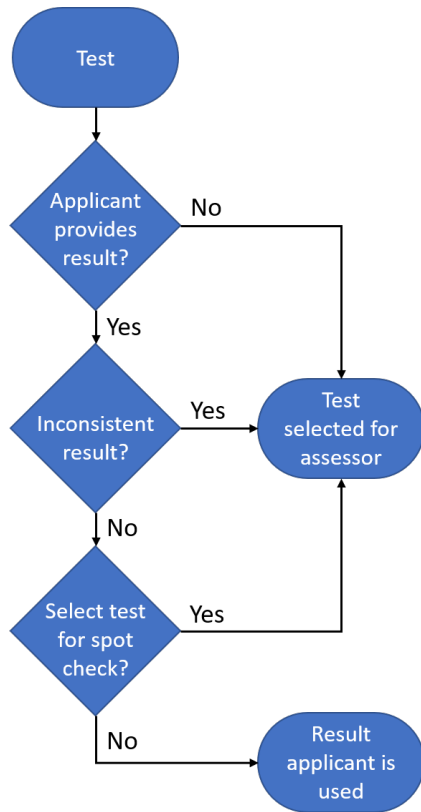 Test
Applicant
provides
result?
No
Yes
Inconsistent
result?
Yes
Test
selected for
assessor
No
Select test
for spot
check?
Yes
No
Result
applicant is
used